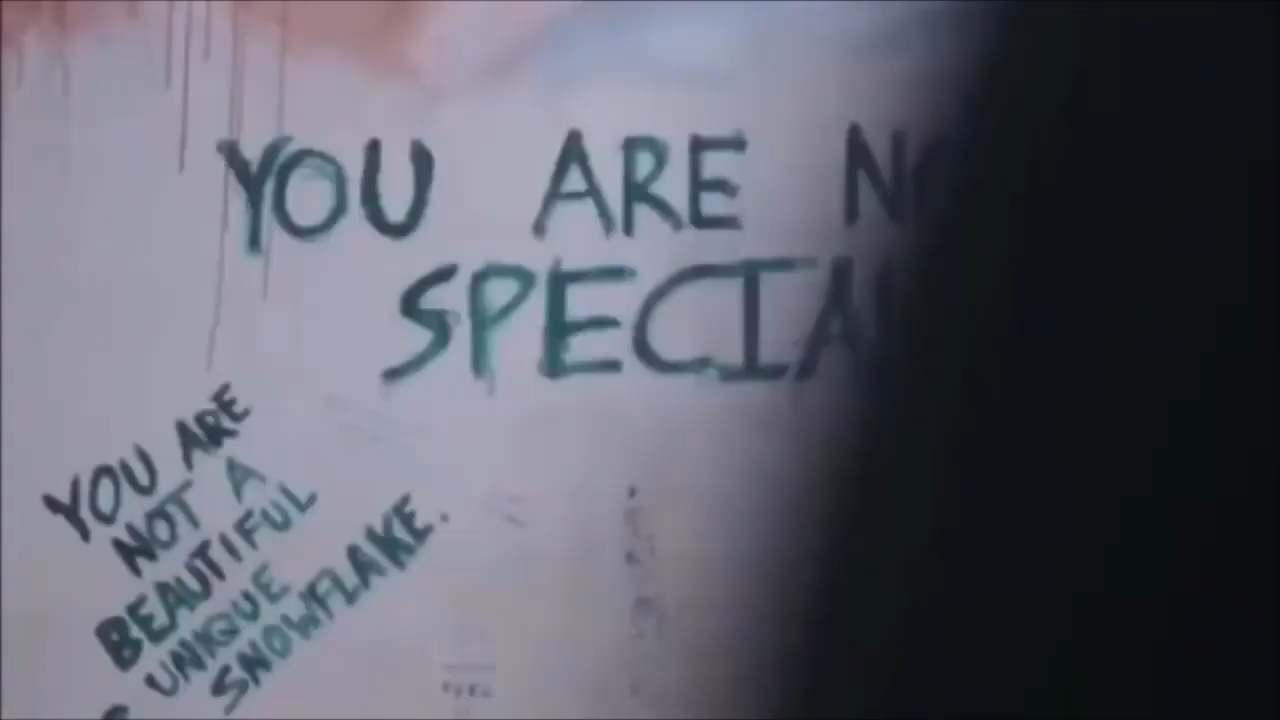 YOU ARE N
SPECIA
YOU ARE
NOT A
BEAUTIFUL
UNIQUE
SNOWFLAKE.